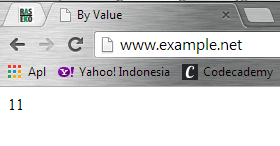 BAS
EKO
By Value
www.example.net
Apl
Yahoo! Indonesia
Codecademy
11